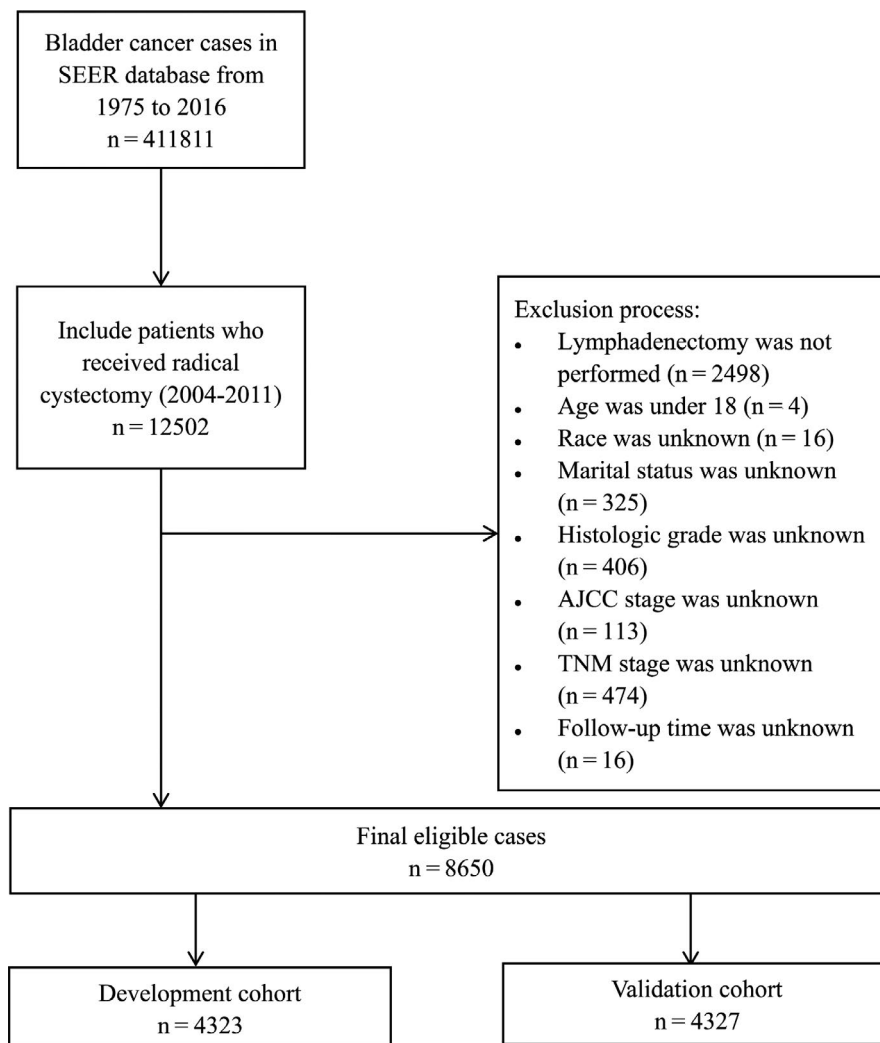 Bladder cancer cases in
SEER database from
1975 to 2016
n = 411811
Include patients who
received radical
cystectomy (2004-2011)
n = 12502
Exclusion process:
• Lymphadenectomy was not
performed (n = 2498)
• Age was under 18 (n = 4)
• Race was unknown (n = 16)
• Marital status was unknown
(n = 325)
• Histologic grade was unknown
(n = 406)
• AJCC stage was unknown
(n = 113)
• TNM stage was unknown
(n = 474)
• Follow-up time was unknown
(n = 16)
Final eligible cases
n = 8650
Development cohort
n = 4323
Validation cohort
n = 4327